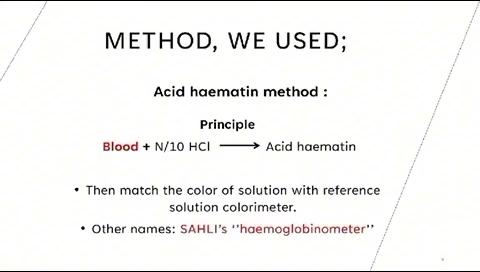 METHOD, WE USED;
Acid haematin method :
Principle
Blood + N/10 HCl ⟶ Acid haematin
• Then match the color of solution with reference
solution colorimeter.
• Other names: SAHLI's ‘’haemoglobinometer’’